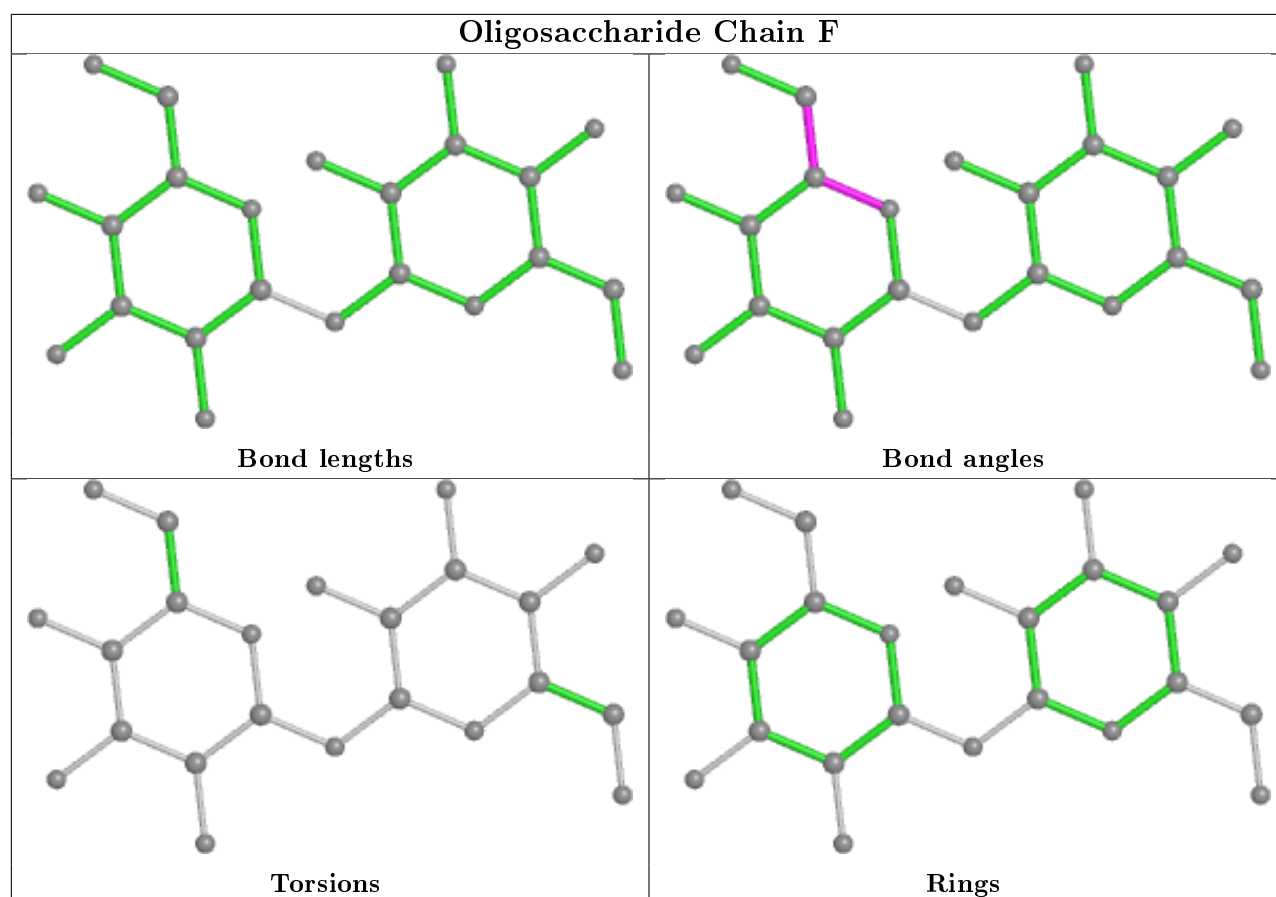 Oligosaccharide Chain F
Bond lengths
Bond angles
Torsions
Rings